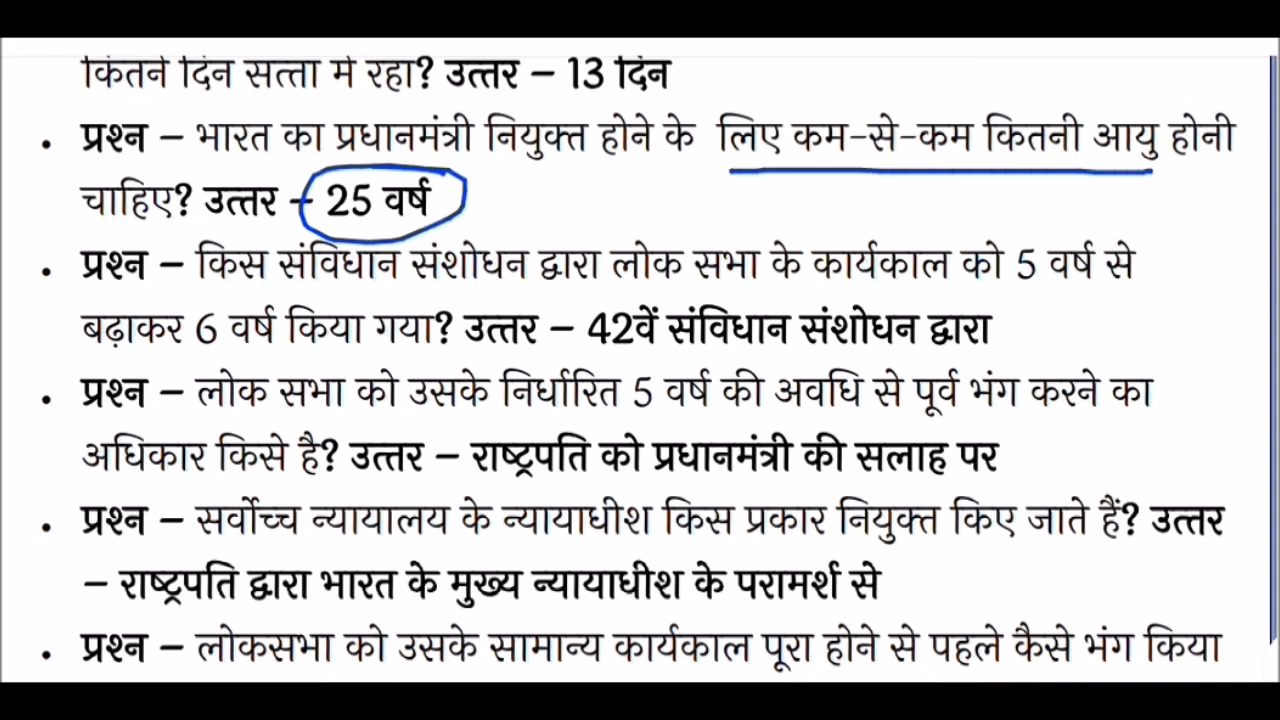 कितने दिन सत्ता में रहा? उत्तर – 13 दिन
• प्रश्न – भारत का प्रधानमंत्री नियुक्त होने के लिए कम-से-कम कितनी आयु होनी
चाहिए? उत्तर – 25 वर्ष
• प्रश्न – किस संविधान संशोधन द्वारा लोक सभा के कार्यकाल को 5 वर्ष से
बढ़ाकर 6 वर्ष किया गया? उत्तर – 42वें संविधान संशोधन द्वारा
• प्रश्न – लोक सभा को उसके निर्धारित 5 वर्ष की अवधि से पूर्व भंग करने का
अधिकार किसे है? उत्तर – राष्ट्रपति को प्रधानमंत्री की सलाह पर
• प्रश्न – सर्वोच्च न्यायालय के न्यायाधीश किस प्रकार नियुक्त किए जाते हैं? उत्तर
– राष्ट्रपति द्वारा भारत के मुख्य न्यायाधीश के परामर्श से
• प्रश्न – लोकसभा को उसके सामान्य कार्यकाल पूरा होने से पहले कैसे भंग किया